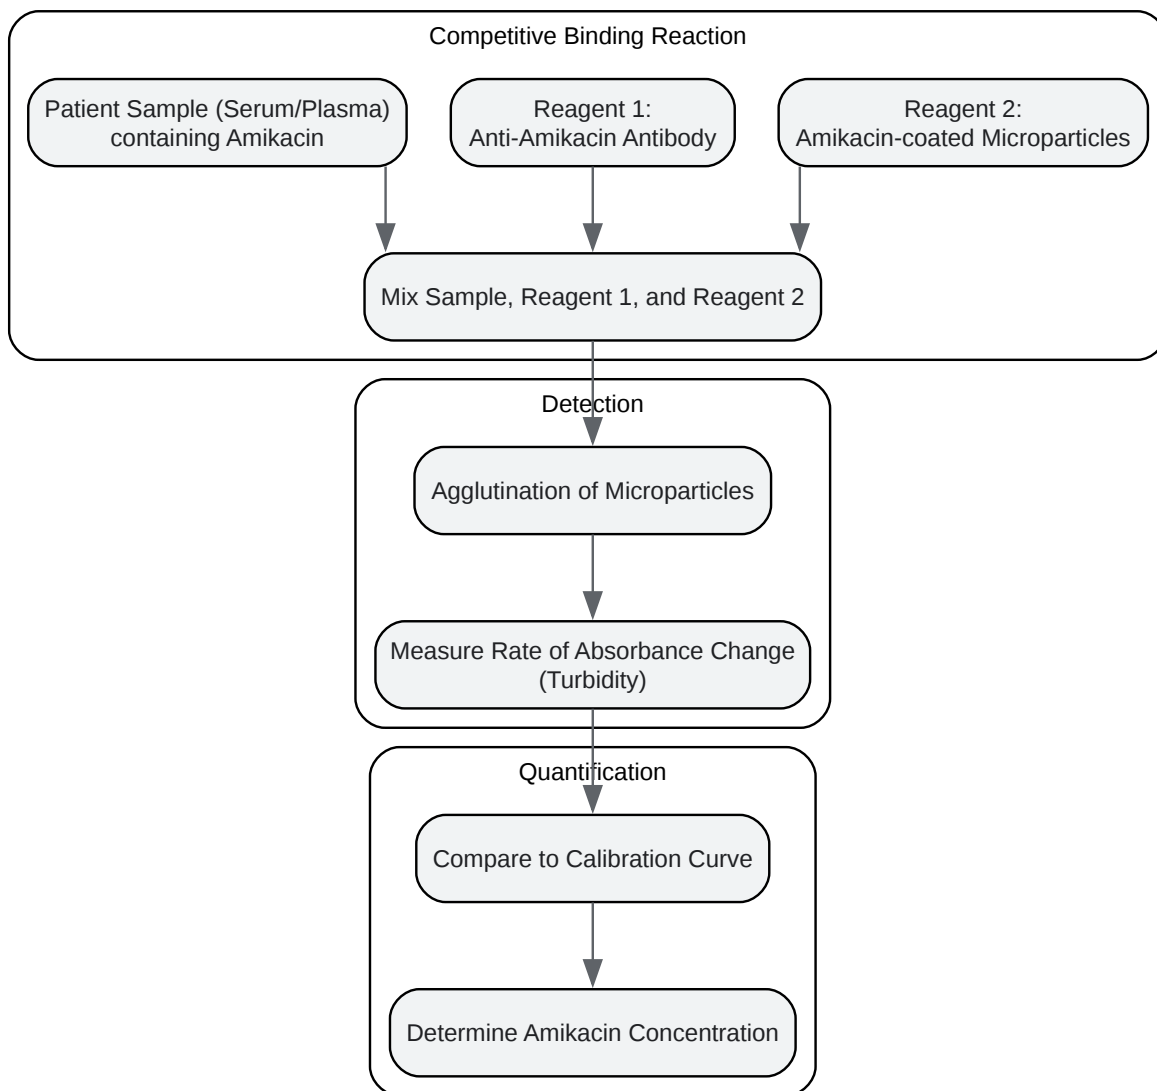 Competitive Binding Reaction
Patient Sample (Serum/Plasma)
containing Amikacin
Reagent 1:
Anti-Amikacin Antibody
Reagent 2:
Amikacin-coated Microparticles
Mix Sample, Reagent 1, and Reagent 2
Detection
Agglutination of Microparticles
Measure Rate of Absorbance Change
(Turbidity)
Quantification
Compare to Calibration Curve
Determine Amikacin Concentration